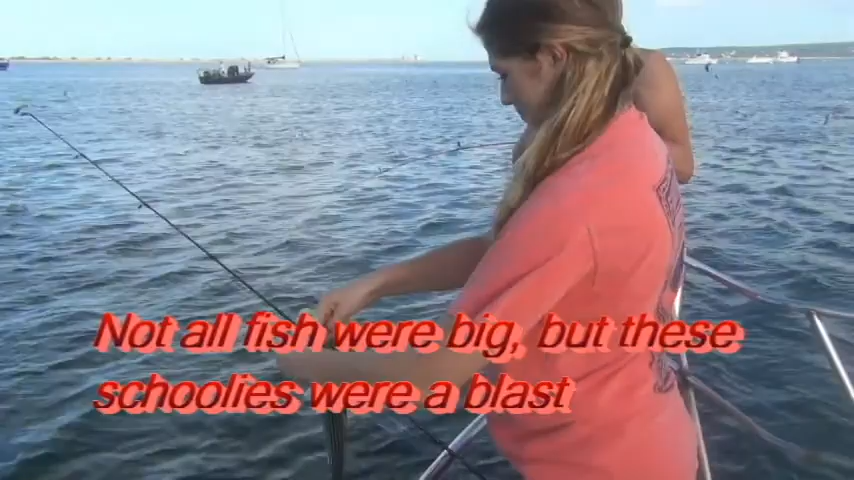 Not all fish were big, but these
schoolies were a blast